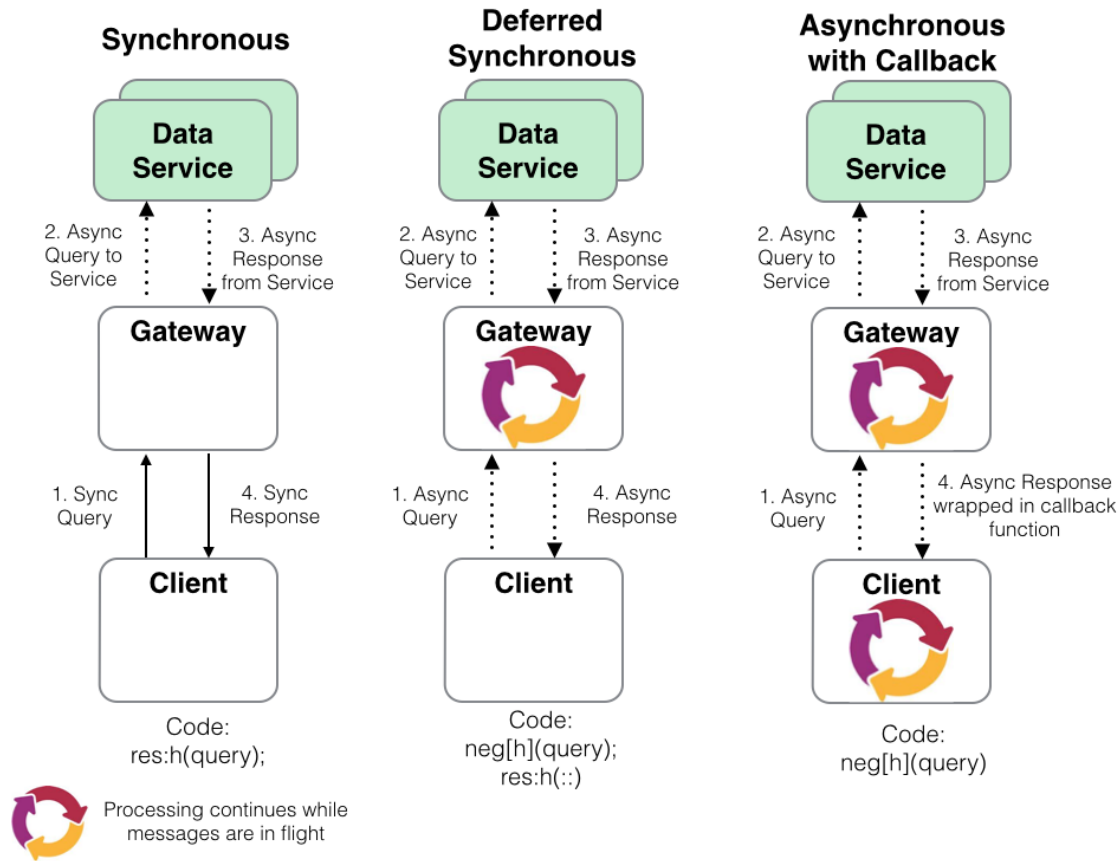 Synchronous
Data
Service
2. Async
Query to
Service
3. Async
Response
from Service
Gateway
1. Sync
Query
4. Sync
Response
Client
Code:
res:h(query);
Deferred
Synchronous
Data
Service
2. Async
Query to
Service
3. Async
Response
from Service
Gateway
1. Async
Query
4. Async
Response
Client
Code:
neg[h](query);
res:h(::)
Asynchronous
with Callback
Data
Service
2. Async
Query to
Service
3. Async
Response
from Service
Gateway
1. Async
Query
4. Async Response
wrapped in callback
function
Client
Code:
neg[h](query)
Processing continues while
messages are in flight